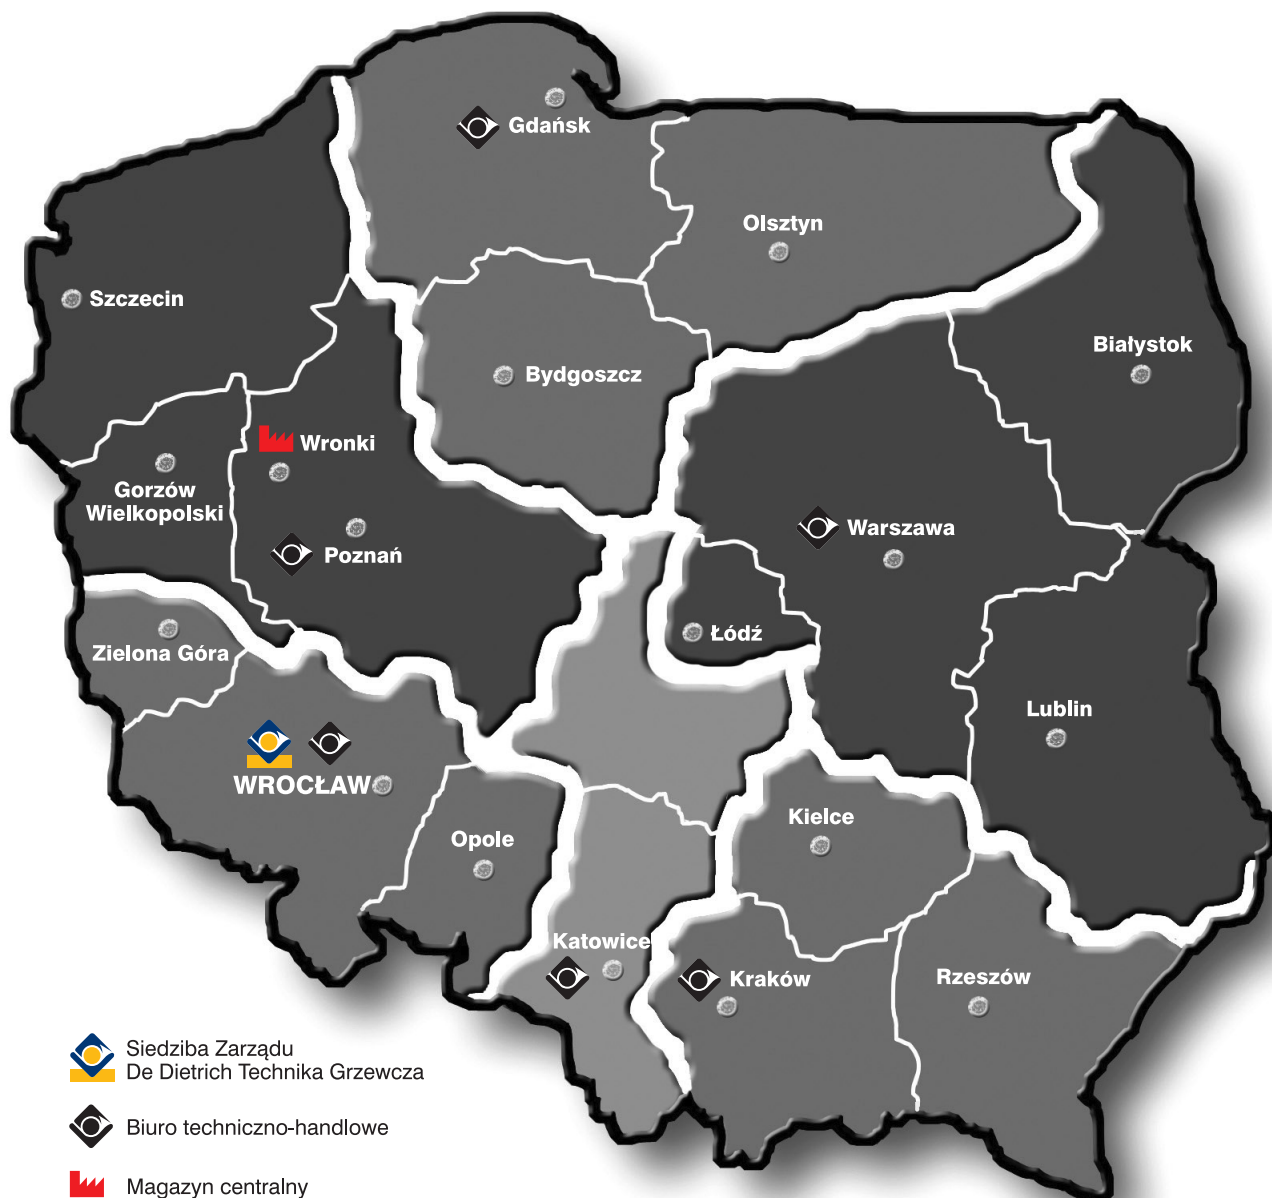 Gdańsk
Olsztyn
Szczecin
Białystok
Bydgoszcz
Wronki
Gorzów
Wielkopolski
Warszawa
Poznań
Łódź
Zielona Góra
Lublin
WROCŁAW
Kielce
Opole
Katowice
Kraków
Rzeszów
Siedziba Zarządu
De Dietrich Technika Grzewcza
Biuro techniczno-handlowe
Magazyn centralny